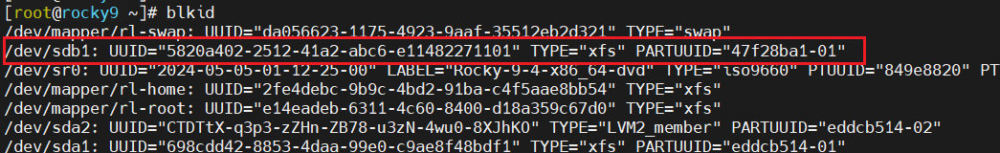 [root@rocky9 ~]# blkid
/dev/mapper/rl-swap: UUID="da056623-1175-4923-9aaf-35512eb2d321" TYPE="swap"
/dev/sdb1: UUID="5820a402-2512-41a2-abc6-e11482271101" TYPE="xfs" PARTUUID="47f28ba1-01"
/dev/sr0: UUID="2024-05-05-01-12-25-00" LABEL="Rocky-9-4-x86_64-dvd" TYPE="iso9660" PTUUID="849e8820" PT
/dev/mapper/rl-home: UUID="2fe4debc-9b9c-4bd2-91ba-c4f5aae8bb54" TYPE="xfs"
/dev/mapper/rl-root: UUID="e14eadeb-6311-4c60-8400-d18a359c67d0" TYPE="xfs"
/dev/sda2: UUID="CTDTtX-q3p3-zZHn-ZB78-u3zN-4wu0-8XJhKO" TYPE="LVM2_member" PARTUUID="eddcb514-02"
/dev/sda1: UUID="698cdd42-8853-4daa-99e0-c9ae8f48bdf1" TYPE="xfs" PARTUUID="eddcb514-01"